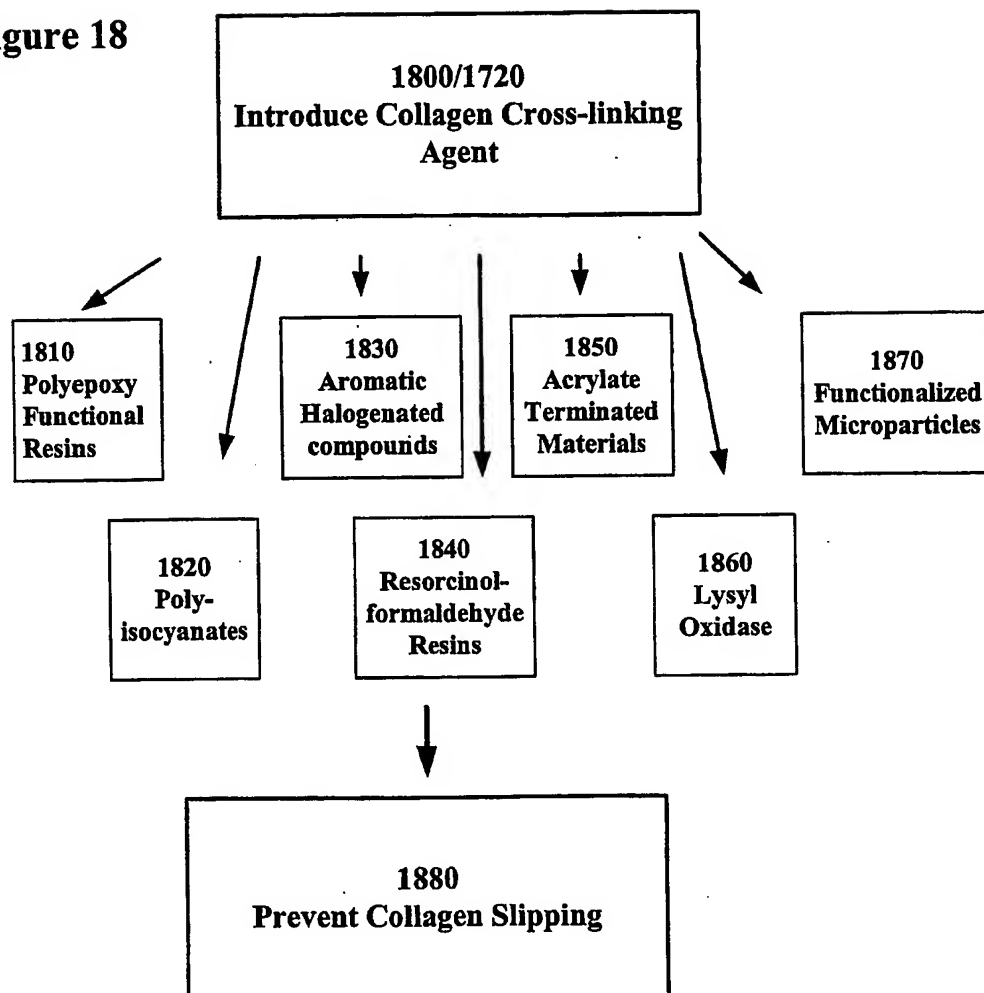 18
1800/1720
Introduce Collagen Cross-linking
Agent
1810
Polyepoxy
Functional
Resins
1830
Aromatic
Halogenated
compounds
1850
Acrylate
Terminated
Materials
1870
Functionalized
Microparticles
1820
Poly-
isocyanates
1840
Resorcinol-
formaldehyde
Resins
1860
Lysyl
Oxidase
1880
Prevent Collagen Slipping